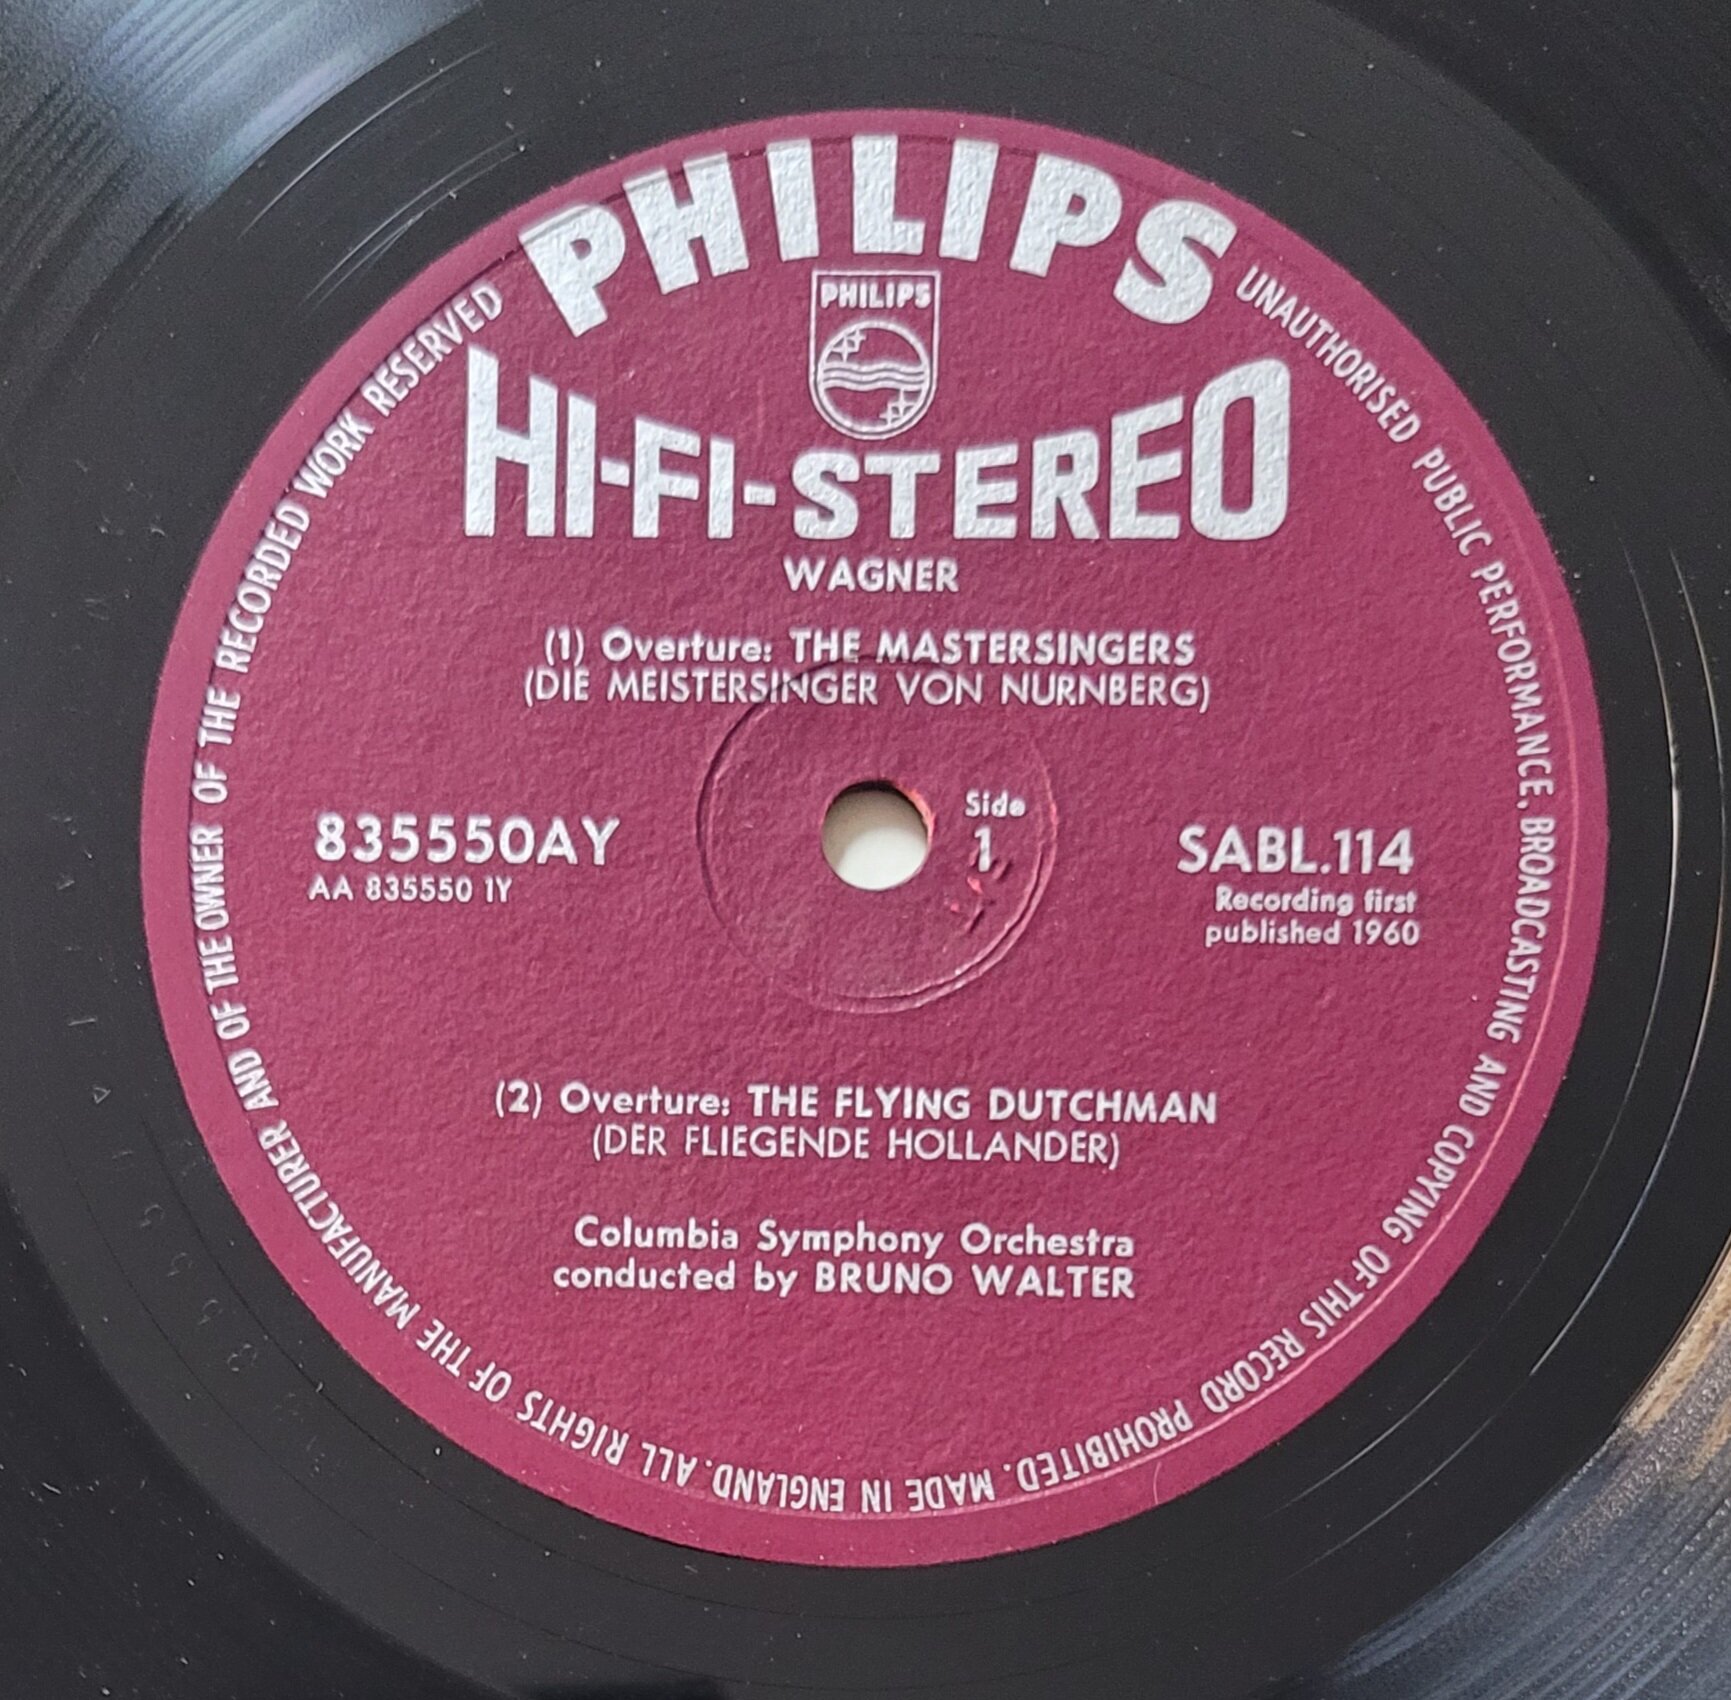 PHILIPS
PHILIPS
HI-FI-STEREO
WAGNER
(1) Overture: THE MASTERSINGERS
(DIE MEISTERSINGER VON NURNBERG)
835550AY
AA 835550 1Y
Side
1
SABL.114
Recording first
published 1960
(2) Overture: THE FLYING DUTCHMAN
(DER FLIEGENDE HOLLANDER)
Columbia Symphony Orchestra
conducted by BRUNO WALTER
UNAUTHORISED PUBLIC PERFORMANCE, BROADCASTING AND COPYING OF THIS RECORD PROHIBITED. MADE IN ENGLAND. ALL RIGHTS OF THE MANUFACTURER AND OF THE OWNER OF THE RECORDED WORK RESERVED